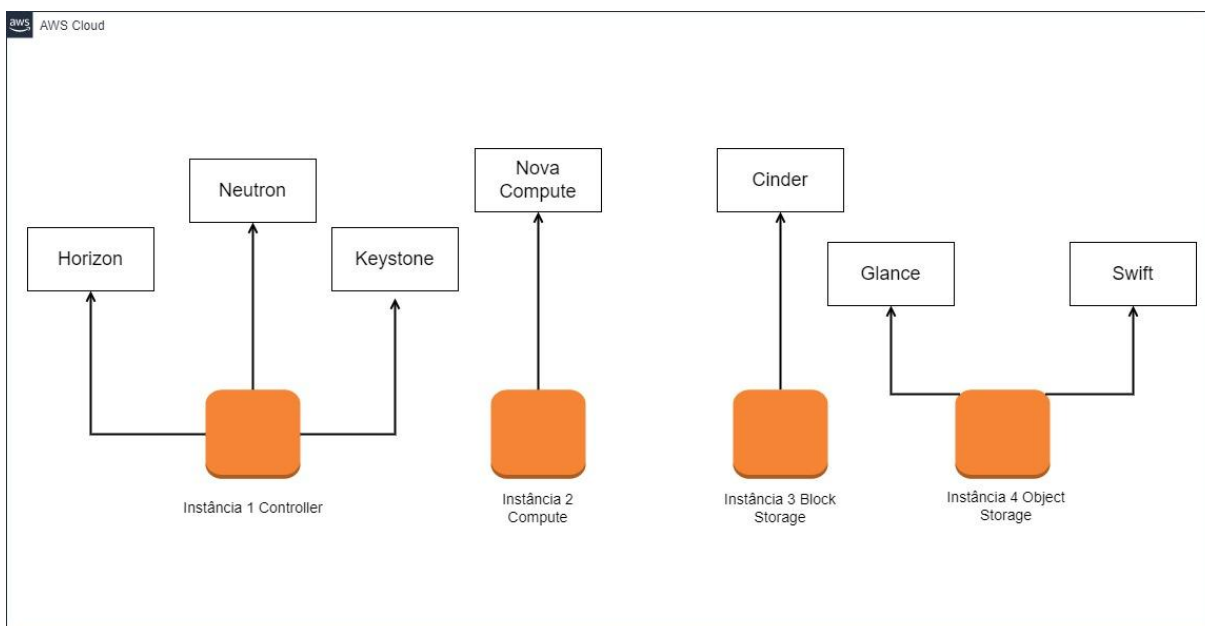 aws
AWS Cloud
Horizon
Neutron
Keystone
Nova
Compute
Cinder
Glance
Swift
Instância 1 Controller
Instância 2
Compute
Instância 3 Block
Storage
Instância 4 Object
Storage